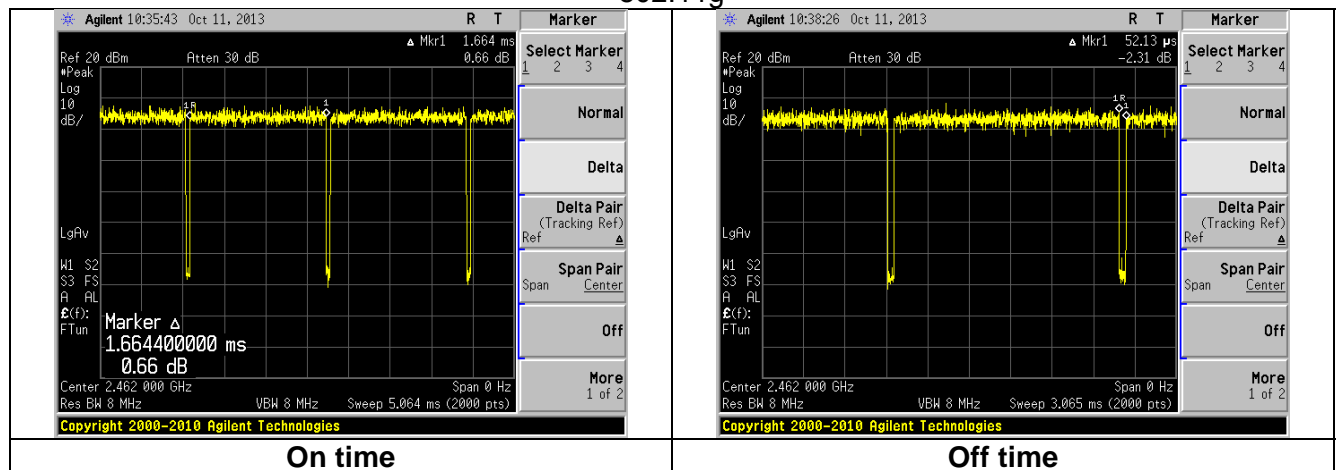 Agilent 10:35:43 Oct 11, 2013 R T Marker
Δ Mkr1 1.664 ms
Ref 20 dBm Atten 30 dB 0.66 dB
#Peak
Log
10
dB/
1R 1
LgAv
W1 S2
S3 FS
A AL
£(f):
FTun
Marker Δ
1.664400000 ms
0.66 dB
Center 2.462 000 GHz Span 0 Hz
Res BW 8 MHz VBW 8 MHz Sweep 5.064 ms (2000 pts)
Copyright 2000-2010 Agilent Technologies
Select Marker
1 2 3 4
Normal
Delta
Delta Pair
(Tracking Ref)
Ref Δ
Span Pair
Span Center
Off
More
1 of 2
On time
Agilent 10:38:26 Oct 11, 2013 R T Marker
Δ Mkr1 52.13 µs
Ref 20 dBm Atten 30 dB -2.31 dB
#Peak
Log
10
dB/
1R
1
LgAv
W1 S2
S3 FS
A AL
£(f):
FTun
Center 2.462 000 GHz Span 0 Hz
Res BW 8 MHz VBW 8 MHz Sweep 3.065 ms (2000 pts)
Copyright 2000-2010 Agilent Technologies
Select Marker
1 2 3 4
Normal
Delta
Delta Pair
(Tracking Ref)
Ref Δ
Span Pair
Span Center
Off
More
1 of 2
Off time